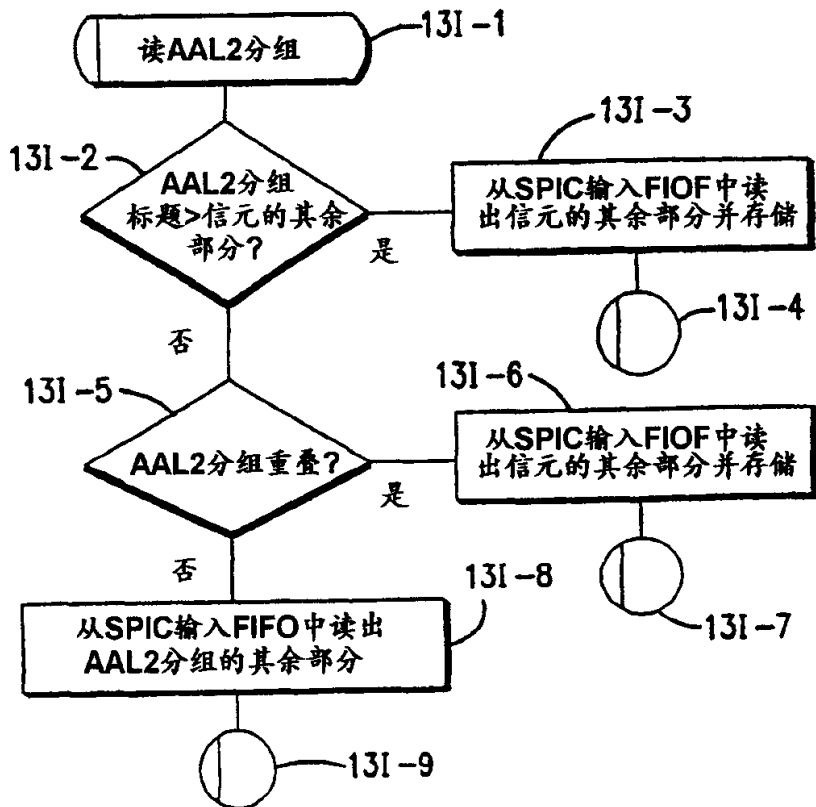 13I-1
读AAL2分组
13I-2
AAL2分组
标题>信元的其余
部分?
是
13I-3
从SPIC输入FIOF中读
出信元的其余部分并存储
13I-4
否
13I-5
AAL2分组重叠?
是
13I-6
从SPIC输入FIOF中读
出信元的其余部分并存储
13I-7
否
13I-8
从SPIC输入FIFO中读出
AAL2分组的其余部分
13I-9